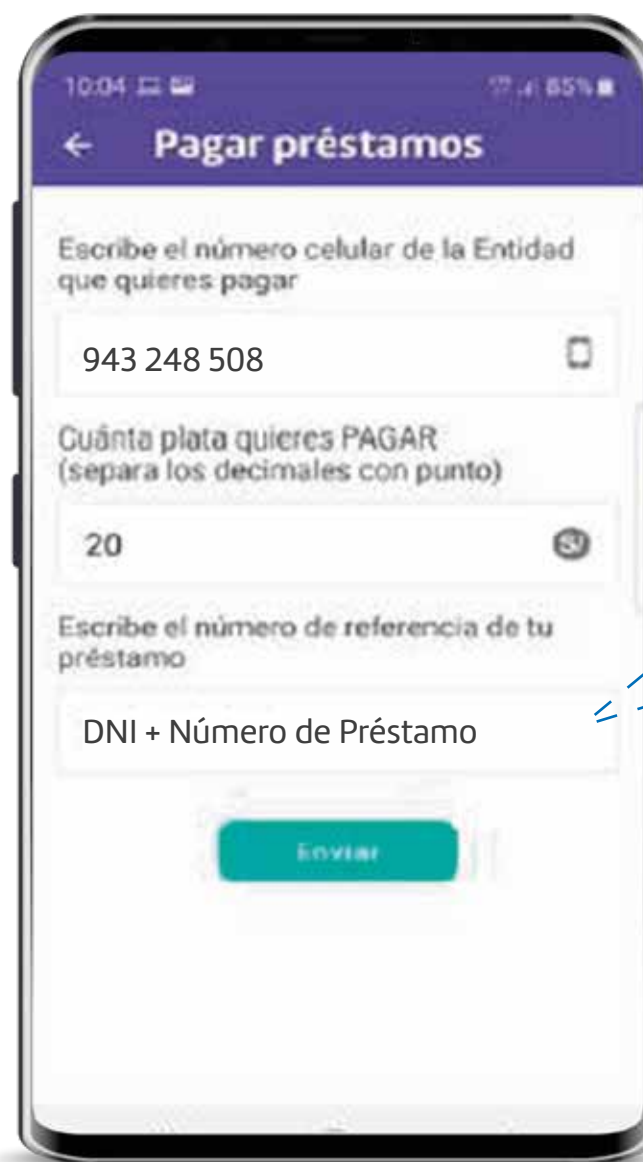 10:04
85%
Pagar préstamos
Escribe el número celular de la Entidad
que quieres pagar
943 248 508
Cuánta plata quieres PAGAR
(separa los decimales con punto)
20
S/
Escribe el número de referencia de tu
préstamo
DNI + Número de Préstamo
Enviar